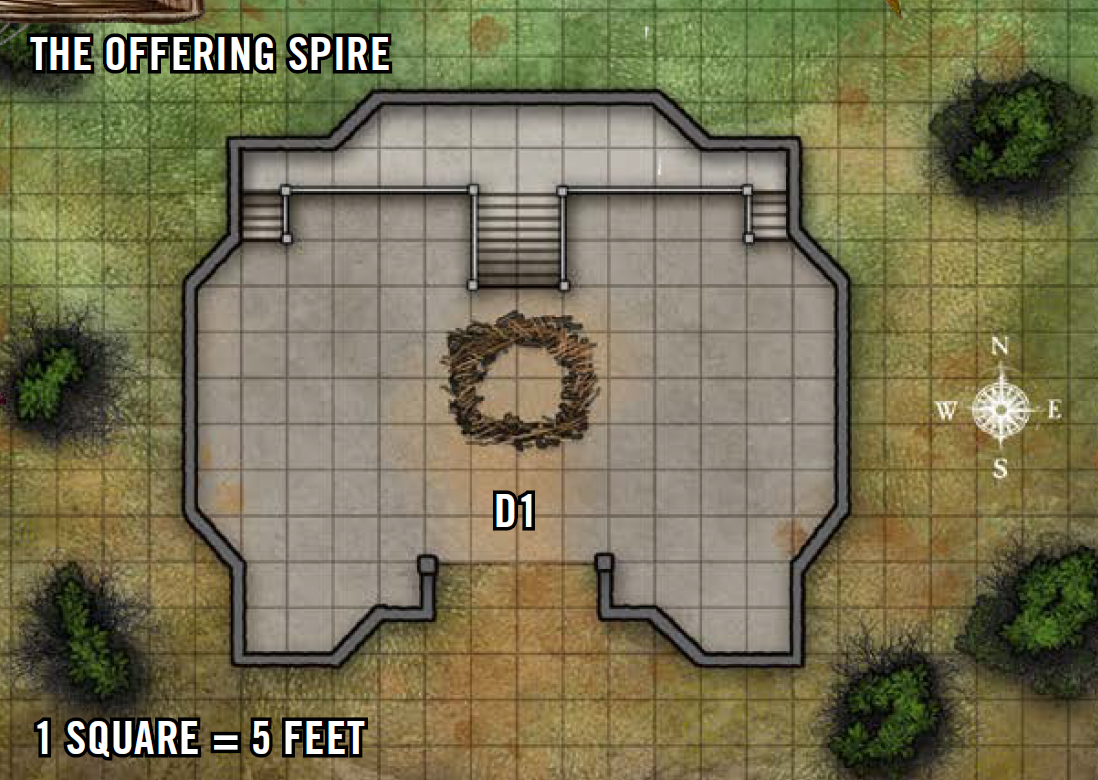 THE OFFERING SPIRE
N
W E
S
D1
1 SQUARE = 5 FEET